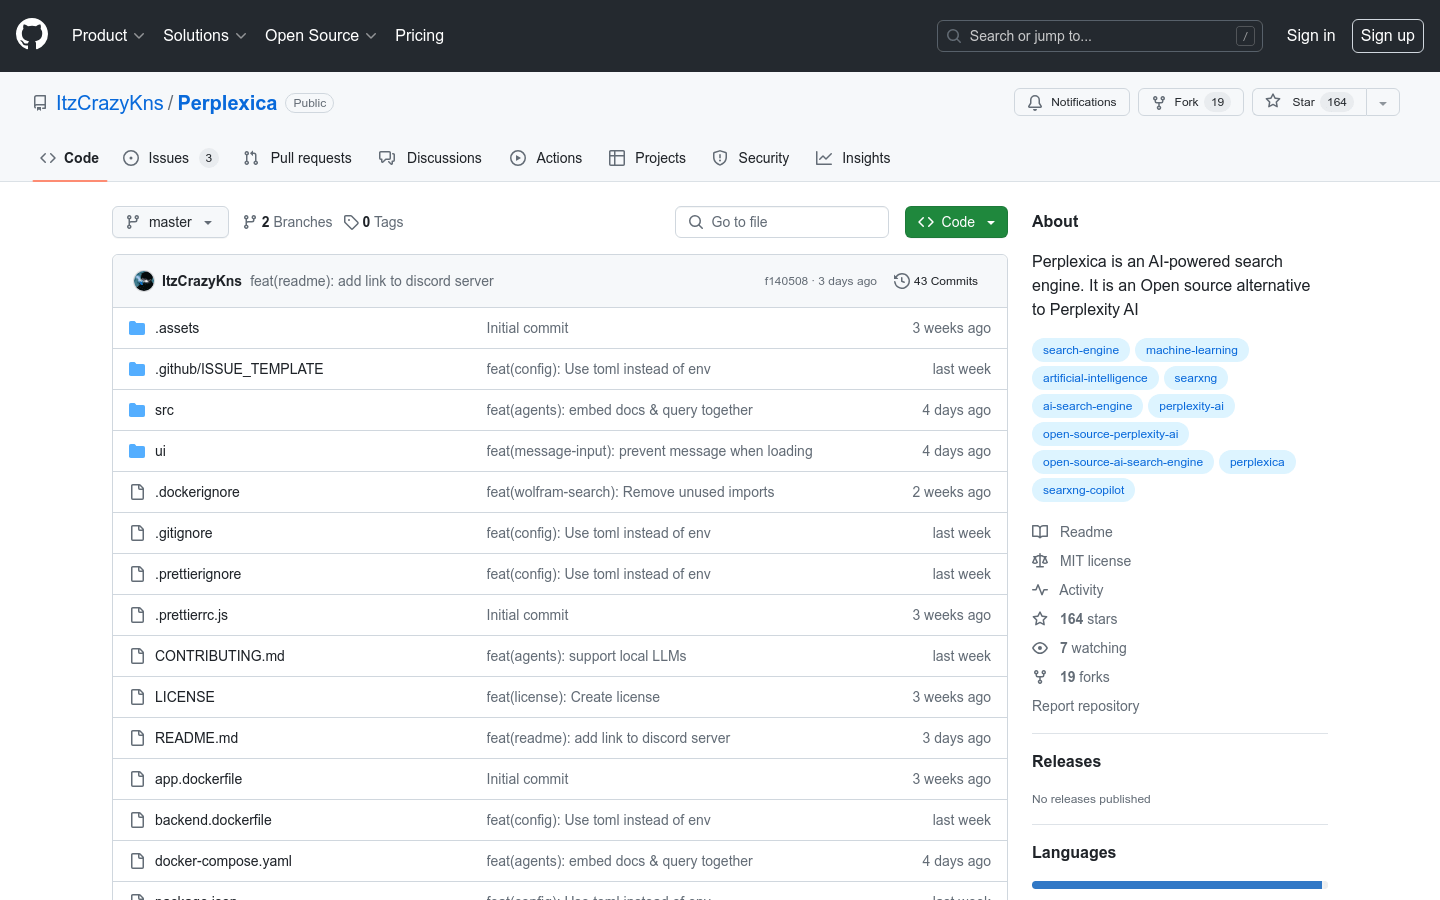 Product Solutions Open Source Pricing Search or jump to... / Sign in Sign up
ItzCrazyKns / Perplexica Public Notifications Fork 19 Star 164
Code Issues 3 Pull requests Discussions Actions Projects Security Insights
master 2 Branches 0 Tags Go to file Code
ItzCrazyKns feat(readme): add link to discord server f140508 · 3 days ago 43 Commits
.assets Initial commit 3 weeks ago
.github/ISSUE_TEMPLATE feat(config): Use toml instead of env last week
src feat(agents): embed docs & query together 4 days ago
ui feat(message-input): prevent message when loading 4 days ago
.dockerignore feat(wolfram-search): Remove unused imports 2 weeks ago
.gitignore feat(config): Use toml instead of env last week
.prettierignore feat(config): Use toml instead of env last week
.prettierrc.js Initial commit 3 weeks ago
CONTRIBUTING.md feat(agents): support local LLMs last week
LICENSE feat(license): Create license 3 weeks ago
README.md feat(readme): add link to discord server 3 days ago
app.dockerfile Initial commit 3 weeks ago
backend.dockerfile feat(config): Use toml instead of env last week
docker-compose.yaml feat(agents): embed docs & query together 4 days ago
package.json feat(config): Use toml instead of env last week
About
Perplexica is an AI-powered search
engine. It is an Open source alternative
to Perplexity AI
search-engine machine-learning
artificial-intelligence searxng
ai-search-engine perplexity-ai
open-source-perplexity-ai
open-source-ai-search-engine perplexica
searxng-copilot
Readme
MIT license
Activity
164 stars
7 watching
19 forks
Report repository
Releases
No releases published
Languages